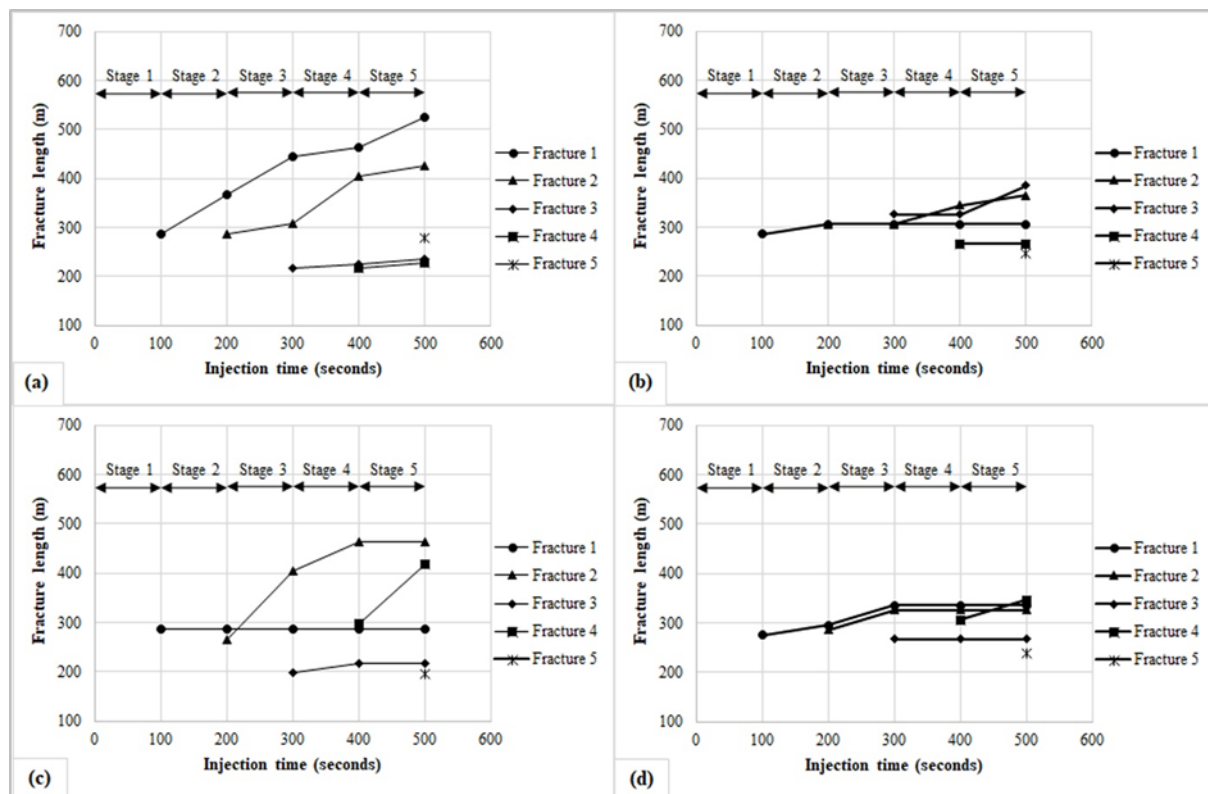 700
600
500
400
300
200
100
Fracture length (m)
Stage 1 Stage 2 Stage 3 Stage 4 Stage 5
Fracture 1
Fracture 2
Fracture 3
Fracture 4
Fracture 5
0 100 200 300 400 500 600
Injection time (seconds)
(a)
700
600
500
400
300
200
100
Fracture length (m)
Stage 1 Stage 2 Stage 3 Stage 4 Stage 5
Fracture 1
Fracture 2
Fracture 3
Fracture 4
Fracture 5
0 100 200 300 400 500 600
Injection time (seconds)
(b)
700
600
500
400
300
200
100
Fracture length (m)
Stage 1 Stage 2 Stage 3 Stage 4 Stage 5
Fracture 1
Fracture 2
Fracture 3
Fracture 4
Fracture 5
0 100 200 300 400 500 600
Injection time (seconds)
(c)
700
600
500
400
300
200
100
Fracture length (m)
Stage 1 Stage 2 Stage 3 Stage 4 Stage 5
Fracture 1
Fracture 2
Fracture 3
Fracture 4
Fracture 5
0 100 200 300 400 500 600
Injection time (seconds)
(d)